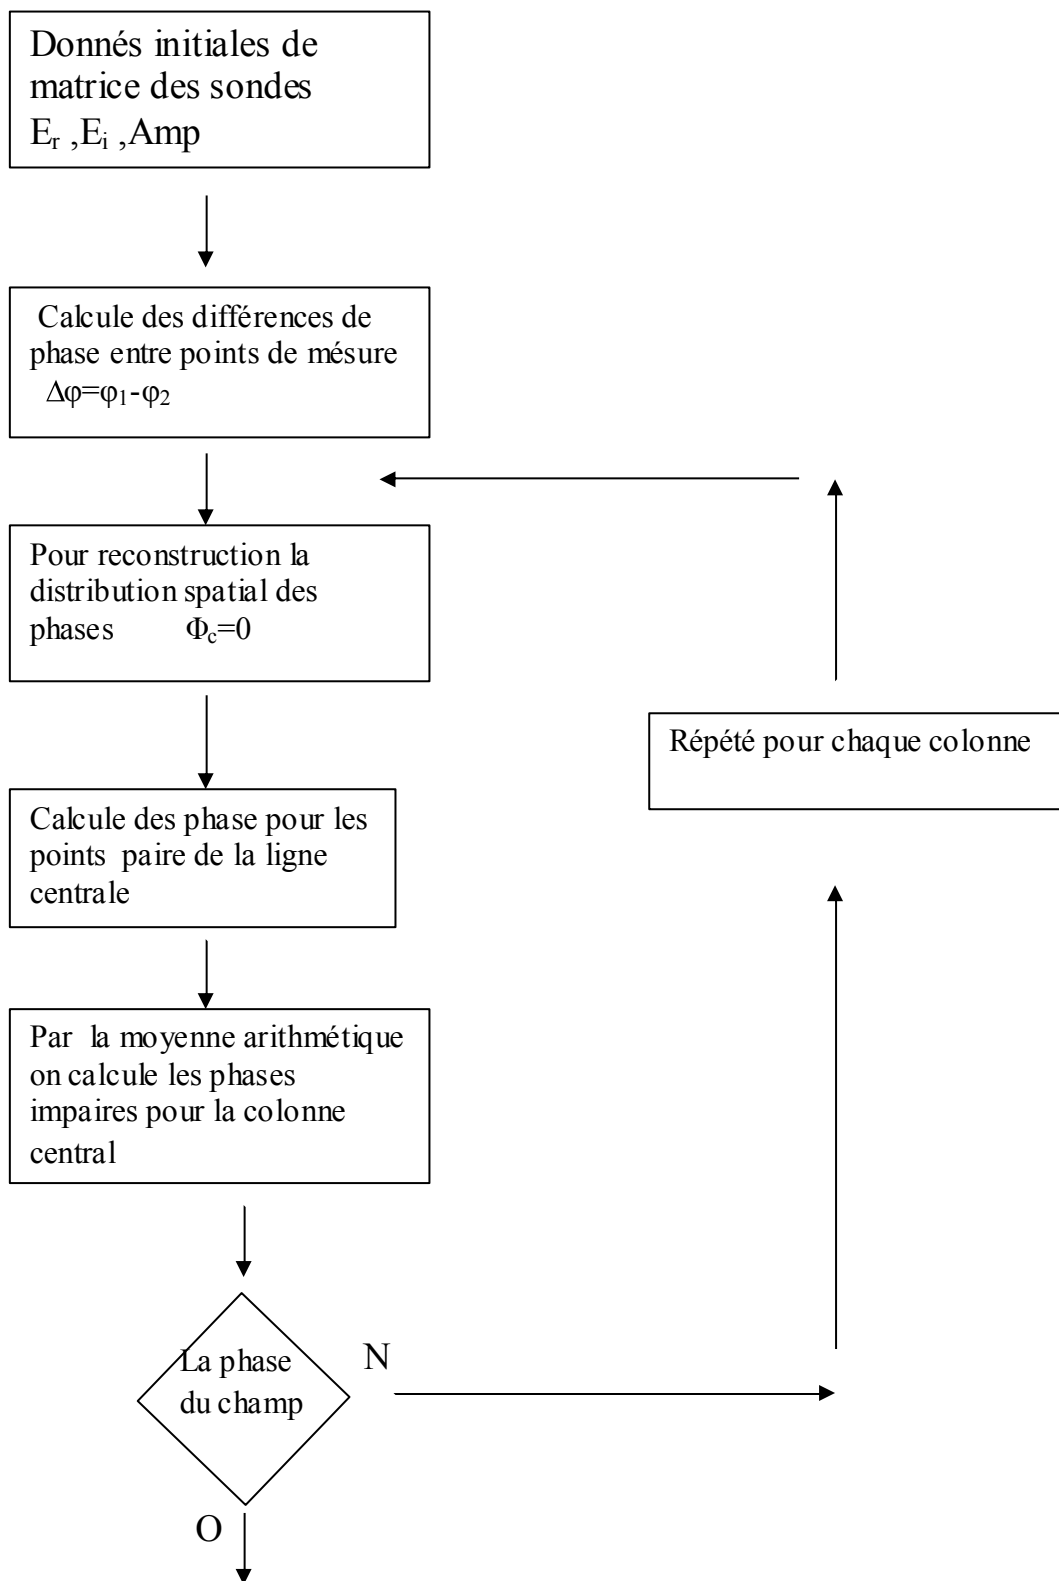 Donnés initiales de
matrice des sondes
Er ,Ei ,Amp
Calcule des différences de
phase entre points de mésure
Δφ=φ1-φ2
Pour reconstruction la
distribution spatial des
phases Φc=0
Répété pour chaque colonne
Calcule des phase pour les
points paire de la ligne
centrale
Par la moyenne arithmétique
on calcule les phases
impaires pour la colonne
central
La phase
du champ
N
O